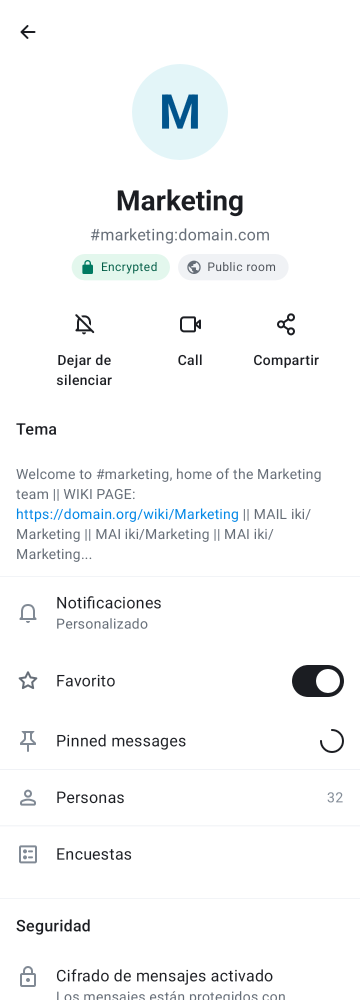 M
Marketing
#marketing:domain.com
Encrypted
Public room
Dejar de
silenciar
Call
Compartir
Tema
Welcome to #marketing, home of the Marketing
team || WIKI PAGE:
https://domain.org/wiki/Marketing || MAIL iki/
Marketing || MAI iki/Marketing || MAI iki/
Marketing...
Notificaciones
Personalizado
Favorito
Pinned messages
Personas
32
Encuestas
Seguridad
Cifrado de mensajes activado
Los mensajes están protegidos con